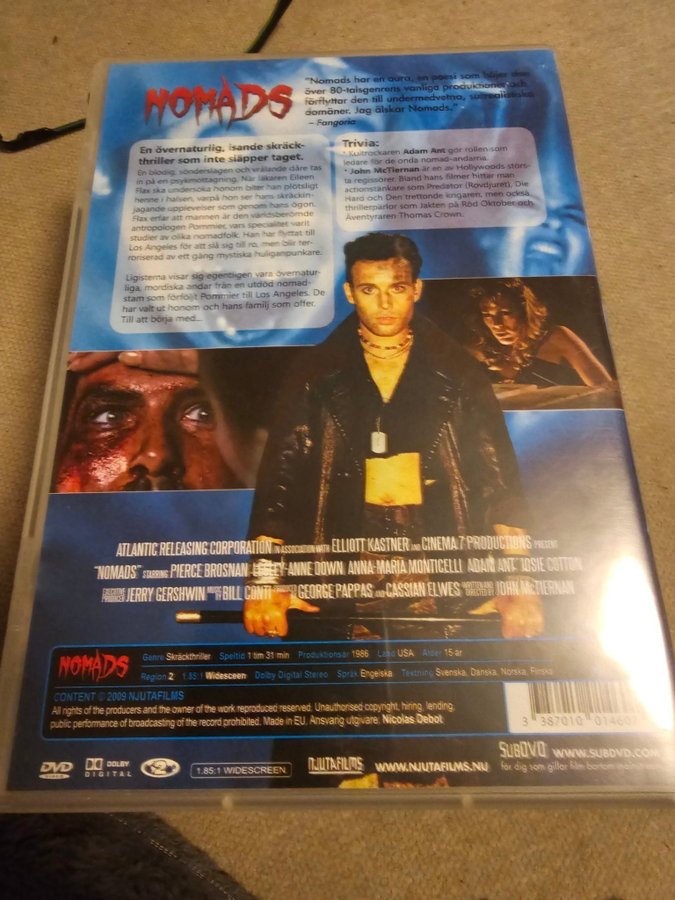 NOMADS
"Nomads har en aura, en poesi som höjer den
över 80-talsgenrens vanliga produktioner och
förflyttar den till undermedvetna, surrealistiska
domäner. Jag älskar Nomads."
– Fangoria
En övernaturlig, isande skräck-
thriller som inte släpper taget.
En blodig, sönderslagen och vrålande dåre tas
in på en psykmottagning. När läkaren Eileen
Flax ska undersöka honom biter han plötsligt
henne i halsen, varpå hon ser hans skräckin-
jagande upplevelser som genom hans ögon.
Flax erfar att mannen är den världsberömde
antropologen Pommier, vars specialitet varit
studier av olika nomadfolk. Han har flyttat till
Los Angeles för att slå sig till ro, men blir ter-
roriserad av ett gäng mystiska huliganpunkare.
Ligisterna visar sig egentligen vara övernatur-
liga, mordiska andar från en utdöd nomad-
stam som förföljt Pommier till Los Angeles. De
har valt ut honom och hans familj som offer.
Till att börja med...
Trivia:
* Kultrockaren Adam Ant gör rollen som
ledare för de onda nomad-andarna.
* John McTiernan är en av Hollywoods störs-
ta regissörer. Bland hans filmer hittar man
actionstänkare som Predator (Rovdjuret), Die
Hard och Den trettonde krigaren, men också
thrillerpärlor som Jakten på Röd Oktober och
Äventyraren Thomas Crown.
ATLANTIC RELEASING CORPORATION IN ASSOCIATION WITH ELLIOTT KASTNER AND CINEMA 7 PRODUCTIONS PRESENT
"NOMADS" STARRING PIERCE BROSNAN LESLEY-ANNE DOWN ANNA-MARIA MONTICELLI ADAM ANT JOSIE COTTON
EXECUTIVE PRODUCER JERRY GERSHWIN MUSIC BY BILL CONTI PRODUCED BY GEORGE PAPPAS AND CASSIAN ELWES WRITTEN AND DIRECTED BY JOHN McTIERNAN
NOMADS
Genre Skräckthriller Speltid 1 tim 31 min Produktionsår 1986 Land USA Ålder 15 år
Region 2 1.85:1 Widsceen Dolby Digital Stereo Språk Engelska Textning Svenska, Danska, Norska, Finska
CONTENT © 2009 NJUTAFILMS
All rights of the producers and the owner of the work reproduced reserved. Unauthorised copyright, hiring, lending,
public performance of broadcasting of the record prohibited. Made in EU. Ansvarig utgivare: Nicolas Debot
3 387010 014607
DVD
VIDEO
DOLBY
DIGITAL
2
1.85:1 WIDESCREEN
NJUTAFILMS
WWW.NJUTAFILMS.NU
SUBDVD WWW.SUBDVD.COM
för dig som gillar film bortom mainstream